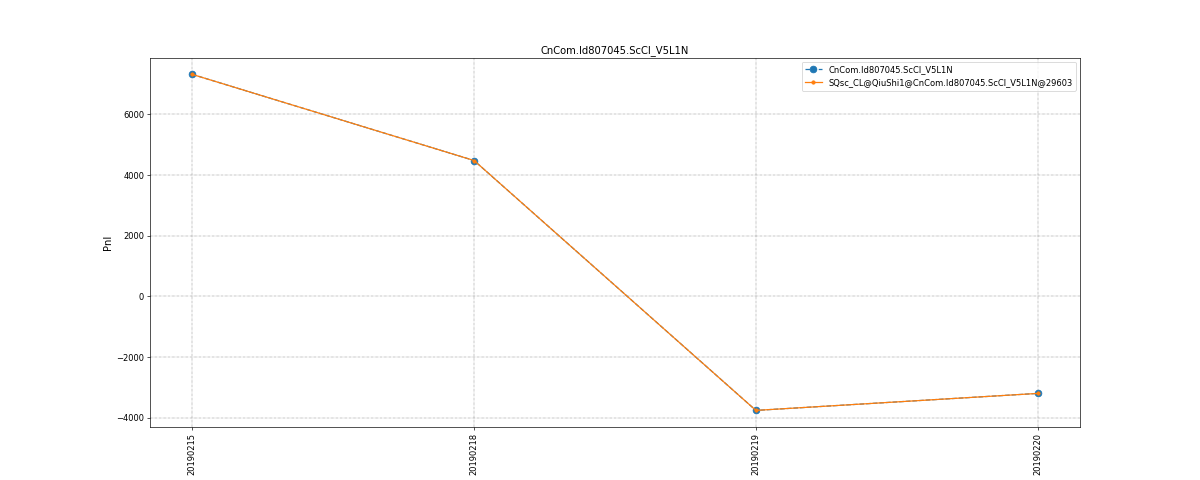 CnCom.Id807045.ScCl_V5L1N
CnCom.Id807045.ScCl_V5L1N
SQsc_CL@QiuShi1@CnCom.Id807045.ScCl_V5L1N@29603
6000
4000
2000
0
−2000
−4000
Pnl
20190215
20190218
20190219
20190220